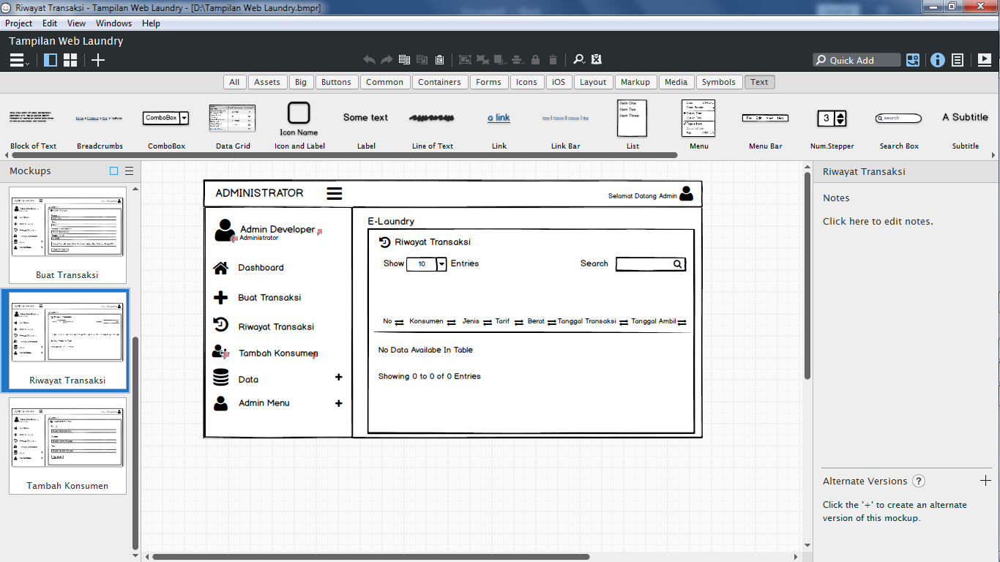 Riwayat Transaksi - Tampilan Web Laundry - [D:\Tampilan Web Laundry.bmpr]
Project Edit View Windows Help
Tampilan Web Laundry
Quick Add
All Assets Big Buttons Common Containers Forms Icons iOS Layout Markup Media Symbols Text
ComboBox
Icon Name
Some text
a link
Item One
Item Two
Item Three
3
File Edit View Help
search
A Subtitle
Block of Text Breadcrumbs ComboBox Data Grid Icon and Label Label Line of Text Link Link Bar List Menu Menu Bar Num.Stepper Search Box Subtitle
Mockups
Buat Transaksi
Riwayat Transaksi
Tambah Konsumen
ADMINISTRATOR
Selamat Datang Admin
Admin Developer
Administrator
Dashboard
Buat Transaksi
Riwayat Transaksi
Tambah Konsumen
Data +
Admin Menu +
E-Laundry
Riwayat Transaksi
Show 10 Entries Search
No Konsumen Jenis Tarif Berat Tanggal Transaksi Tanggal Ambil
No Data Availabe In Table
Showing 0 to 0 of 0 Entries
Riwayat Transaksi
Notes
Click here to edit notes.
Alternate Versions ?
Click the '+' to create an alternate
version of this mockup.